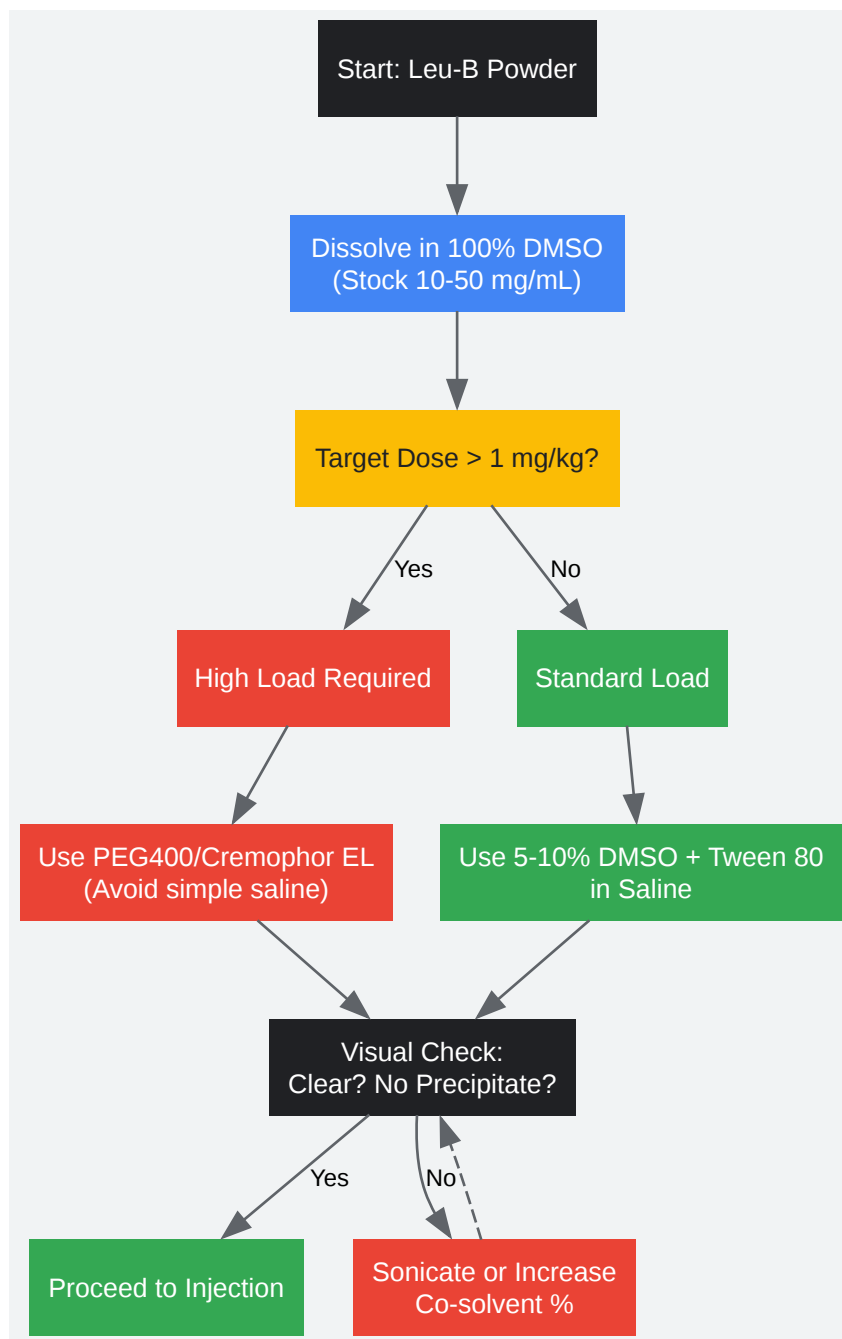 Start: Leu-B Powder
Dissolve in 100% DMSO
(Stock 10-50 mg/mL)
Target Dose > 1 mg/kg?
Yes
No
High Load Required
Standard Load
Use PEG400/Cremophor EL
(Avoid simple saline)
Use 5-10% DMSO + Tween 80
in Saline
Visual Check:
Clear? No Precipitate?
Yes
No
Proceed to Injection
Sonicate or Increase
Co-solvent %